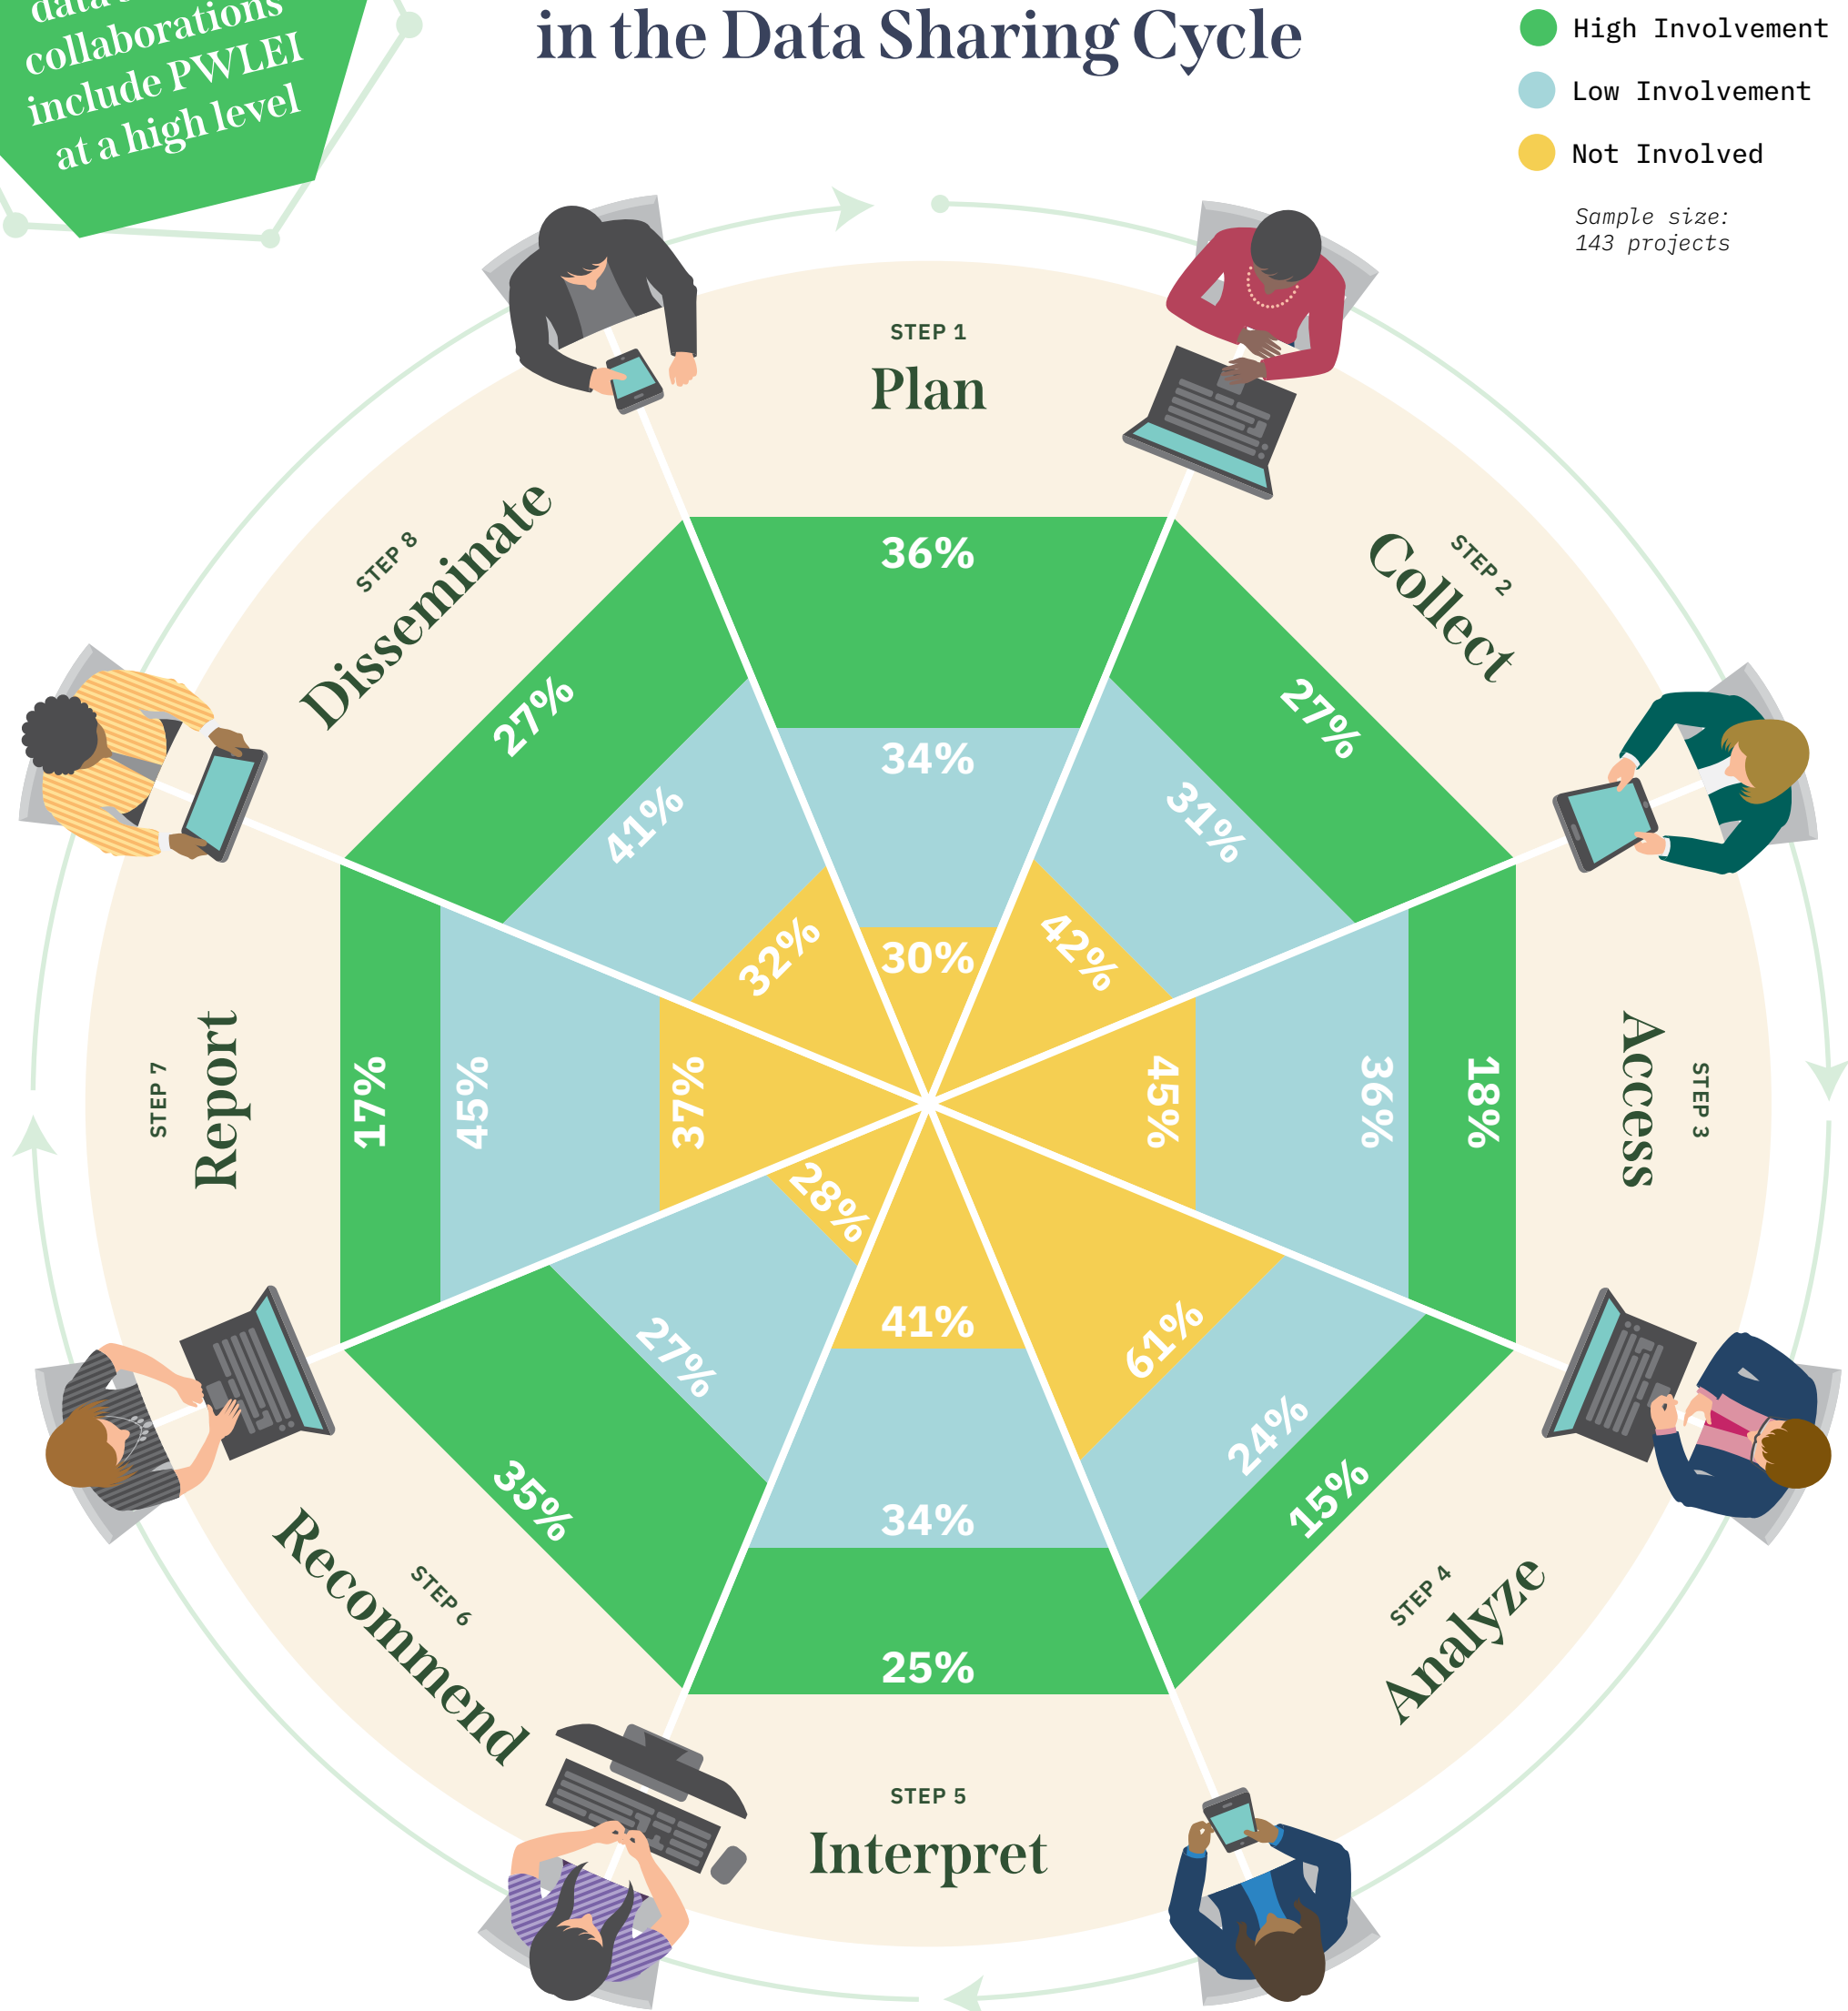 collaborations
include PWLEI
at a high level
in the Data Sharing Cycle
High Involvement
Low Involvement
Not Involved
Sample size:
143 projects
STEP 1
Plan
36%
34%
30%
STEP 2
Collect
27%
31%
42%
STEP 3
Access
18%
36%
45%
STEP 4
Analyze
15%
24%
61%
STEP 5
Interpret
41%
34%
25%
STEP 6
Recommend
35%
27%
28%
STEP 7
Report
17%
45%
37%
STEP 8
Disseminate
27%
41%
32%